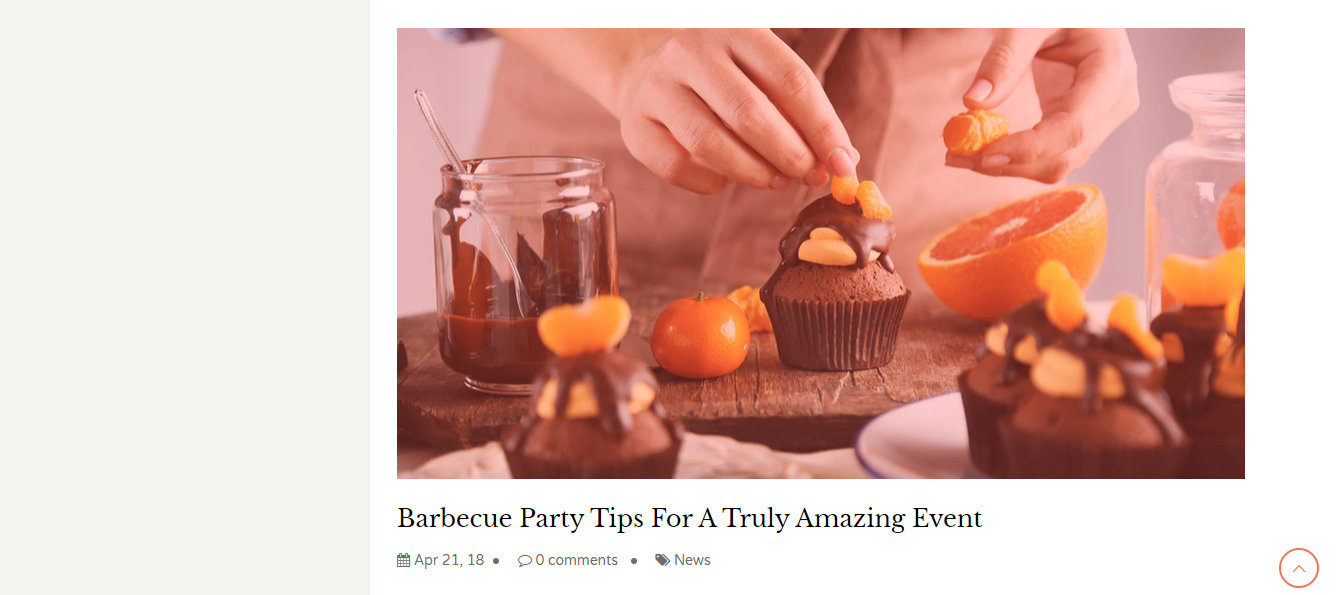 Barbecue Party Tips For A Truly Amazing Event
Apr 21, 18 • 0 comments • News